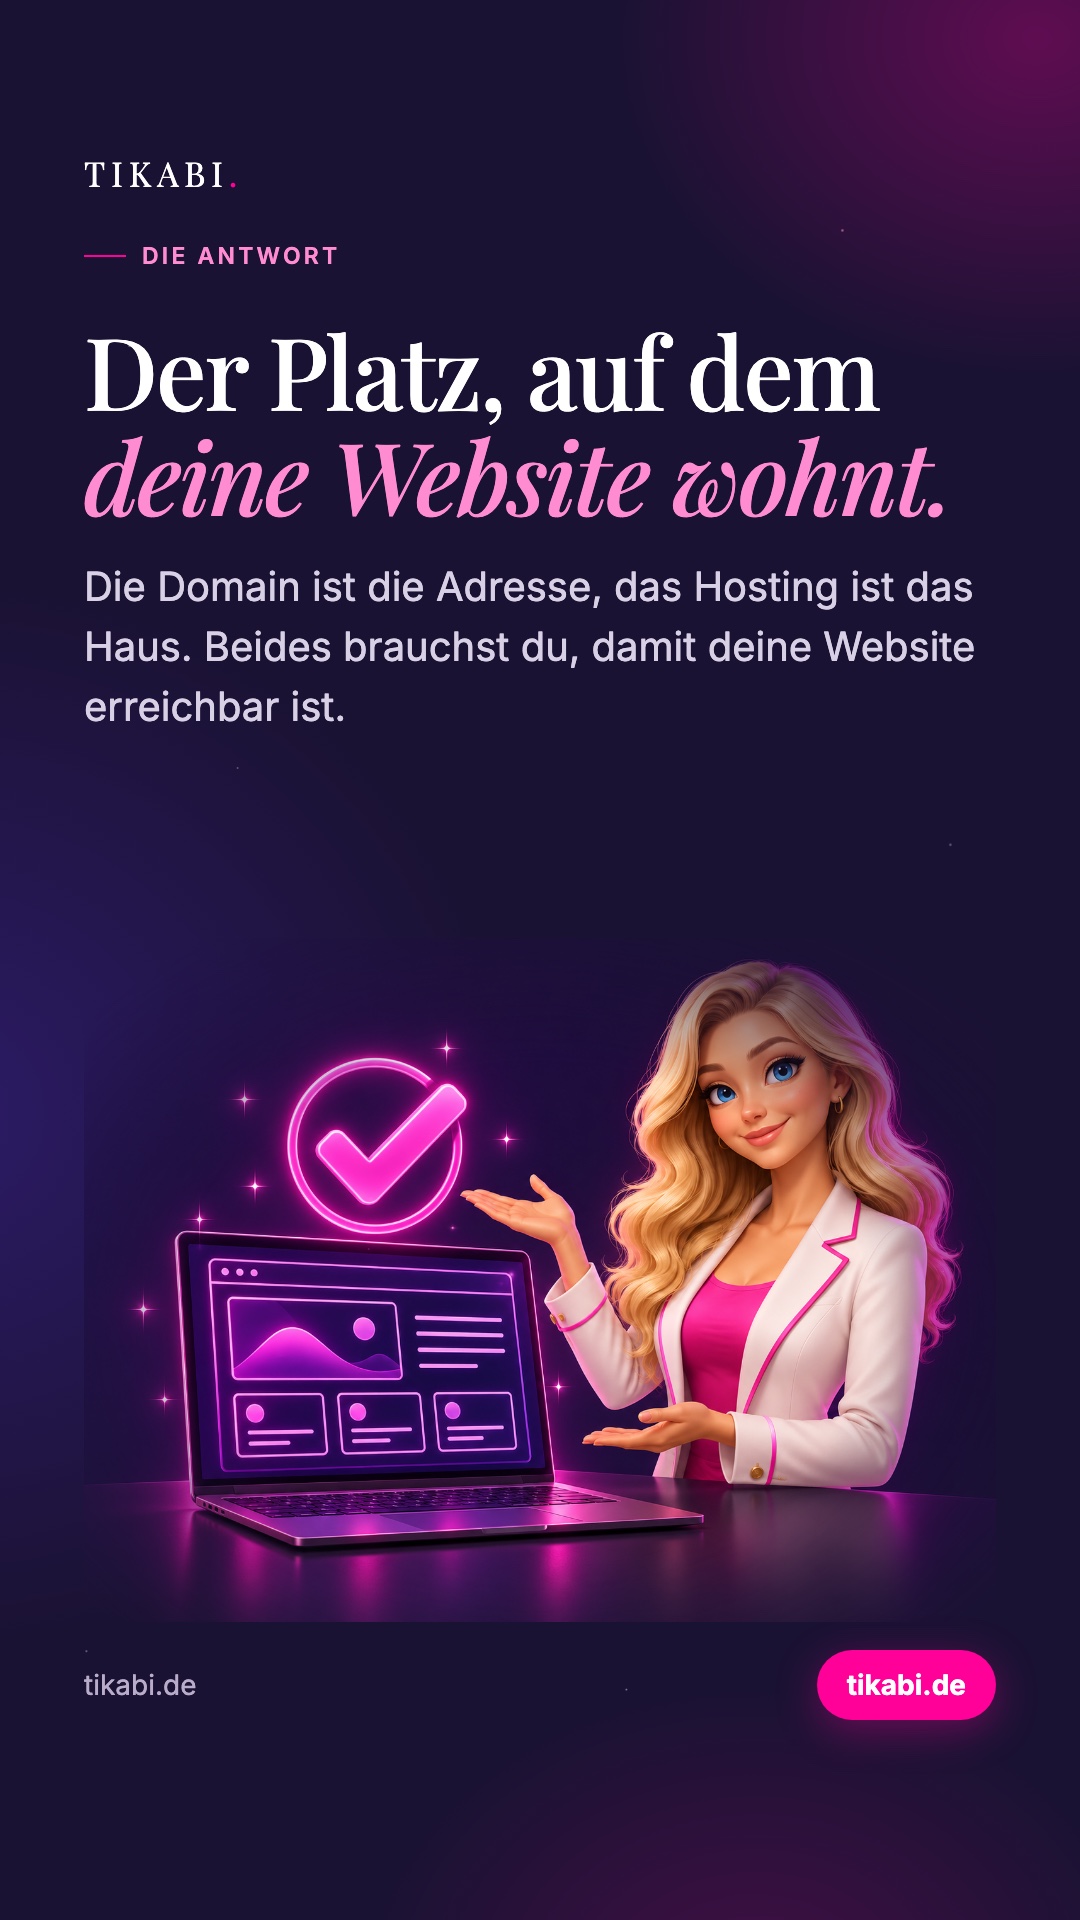 TIKABI.
DIE ANTWORT
Der Platz, auf dem
deine Website wohnt.
Die Domain ist die Adresse, das Hosting ist das
Haus. Beides brauchst du, damit deine Website
erreichbar ist.
tikabi.de
tikabi.de